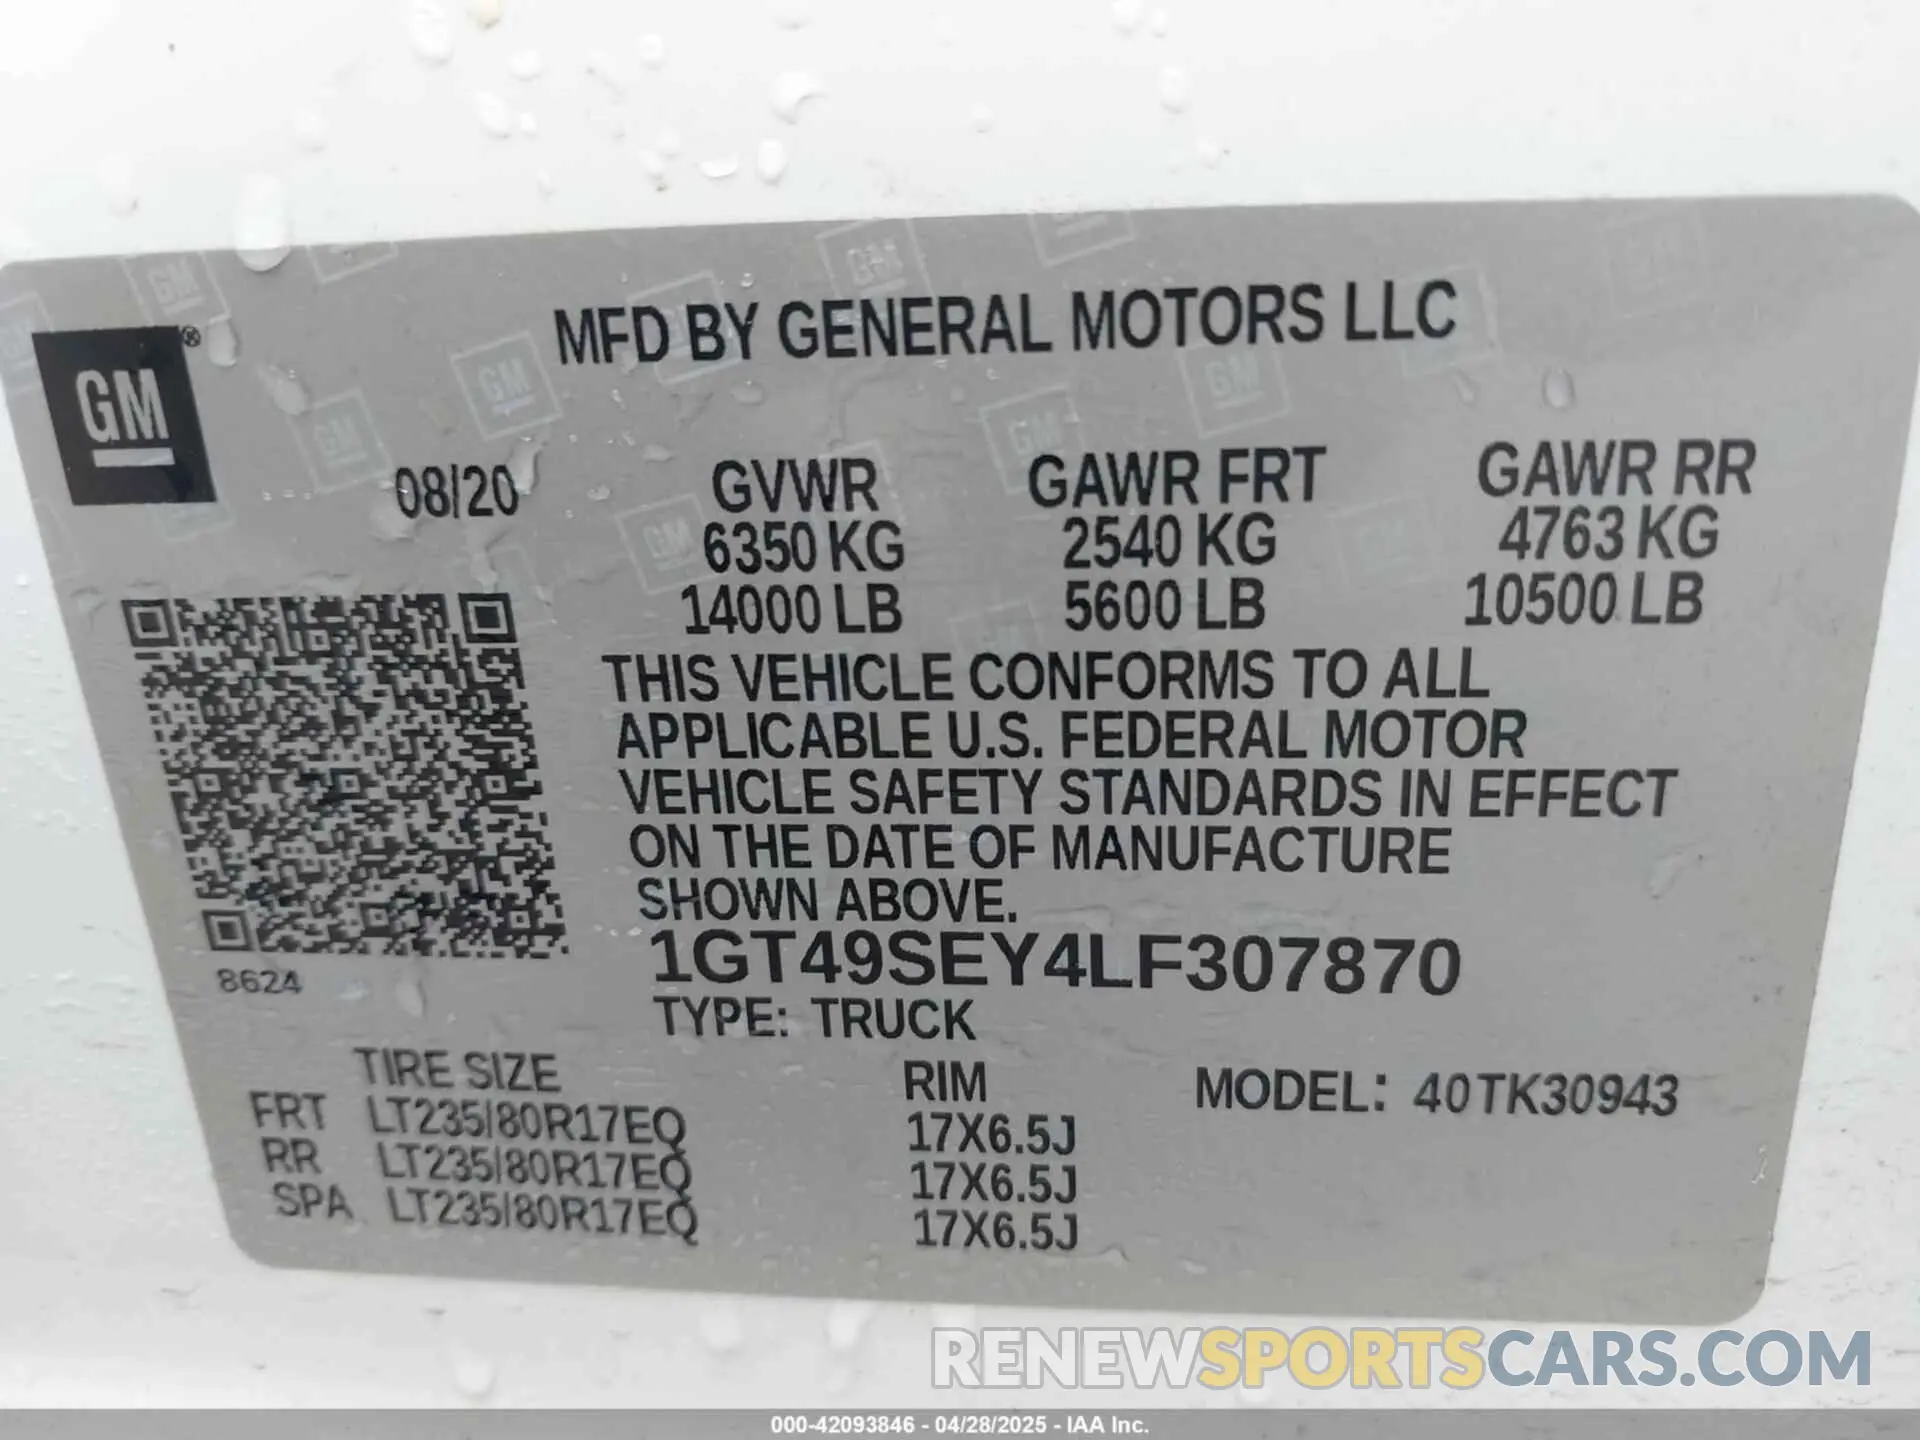 MFD BY GENERAL MOTORS LLC
GM ®
08/20 GVWR GAWR FRT GAWR RR
6350 KG 2540 KG 4763 KG
14000 LB 5600 LB 10500 LB
THIS VEHICLE CONFORMS TO ALL
APPLICABLE U.S. FEDERAL MOTOR
VEHICLE SAFETY STANDARDS IN EFFECT
ON THE DATE OF MANUFACTURE
SHOWN ABOVE.
8624
1GT49SEY4LF307870
TYPE: TRUCK
TIRE SIZE RIM MODEL: 40TK30943
FRT LT235/80R17EQ 17X6.5J
RR LT235/80R17EQ 17X6.5J
SPA LT235/80R17EQ 17X6.5J
RENEWSPORTSCARS.COM
000-42093846 - 04/28/2025 - IAA Inc.